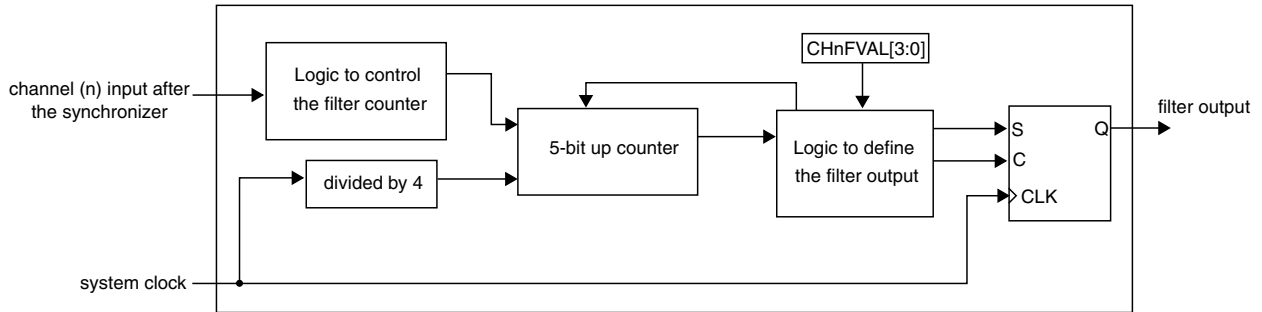 channel (n) input after
the synchronizer
Logic to control
the filter counter
divided by 4
5-bit up counter
CHnFVAL[3:0]
Logic to define
the filter output
S
Q
C
CLK
filter output
system clock